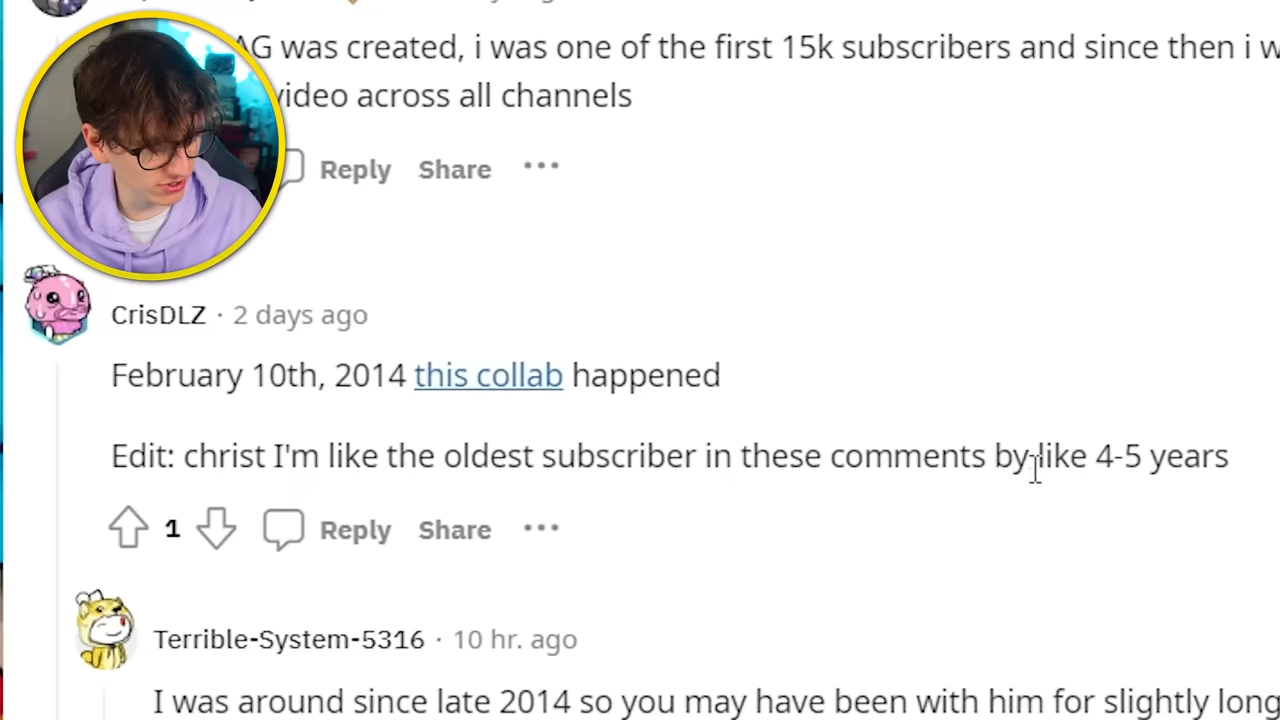 AG was created, i was one of the first 15k subscribers and since then i
video across all channels
Reply Share
CrisDLZ · 2 days ago
February 10th, 2014 this collab happened
Edit: christ I'm like the oldest subscriber in these comments by like 4-5 years
1 Reply Share
Terrible-System-5316 · 10 hr. ago
I was around since late 2014 so you may have been with him for slightly